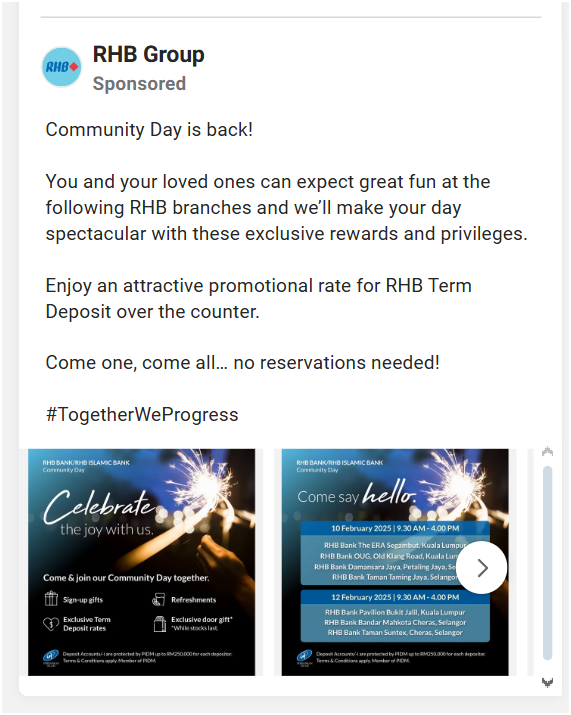 RHB
RHB Group
Sponsored
Community Day is back!
You and your loved ones can expect great fun at the
following RHB branches and we’ll make your day
spectacular with these exclusive rewards and privileges.
Enjoy an attractive promotional rate for RHB Term
Deposit over the counter.
Come one, come all... no reservations needed!
#TogetherWeProgress
RHB BANK/RHB ISLAMIC BANK
Community Day
Celebrate
the joy with us.
Come & join our Community Day together.
Sign-up gifts
Refreshments
Exclusive Term
Deposit rates
Exclusive door gift*
*While stocks last.
Deposit Accounts/-i are protected by PIDM up to RM250,000 for each depositor.
Terms & Conditions apply. Member of PIDM.
RHB BANK/RHB ISLAMIC BANK
Community Day
Come say hello.
10 February 2025 | 9.30 AM - 4.00 PM
RHB Bank The ERA Segambut, Kuala Lumpur
RHB Bank OUG, Old Klang Road, Kuala Lum
RHB Bank Damansara Jaya, Petaling Jaya, Se
RHB Bank Taman Taming Jaya, Selangor
12 February 2025 | 9.30 AM - 4.00 PM
RHB Bank Pavilion Bukit Jalil, Kuala Lumpur
RHB Bank Bandar Mahkota Cheras, Selangor
RHB Bank Taman Suntex, Cheras, Selangor
Deposit Accounts/-i are protected by PIDM up to RM250,000 for each depositor.
Terms & Conditions apply. Member of PIDM.